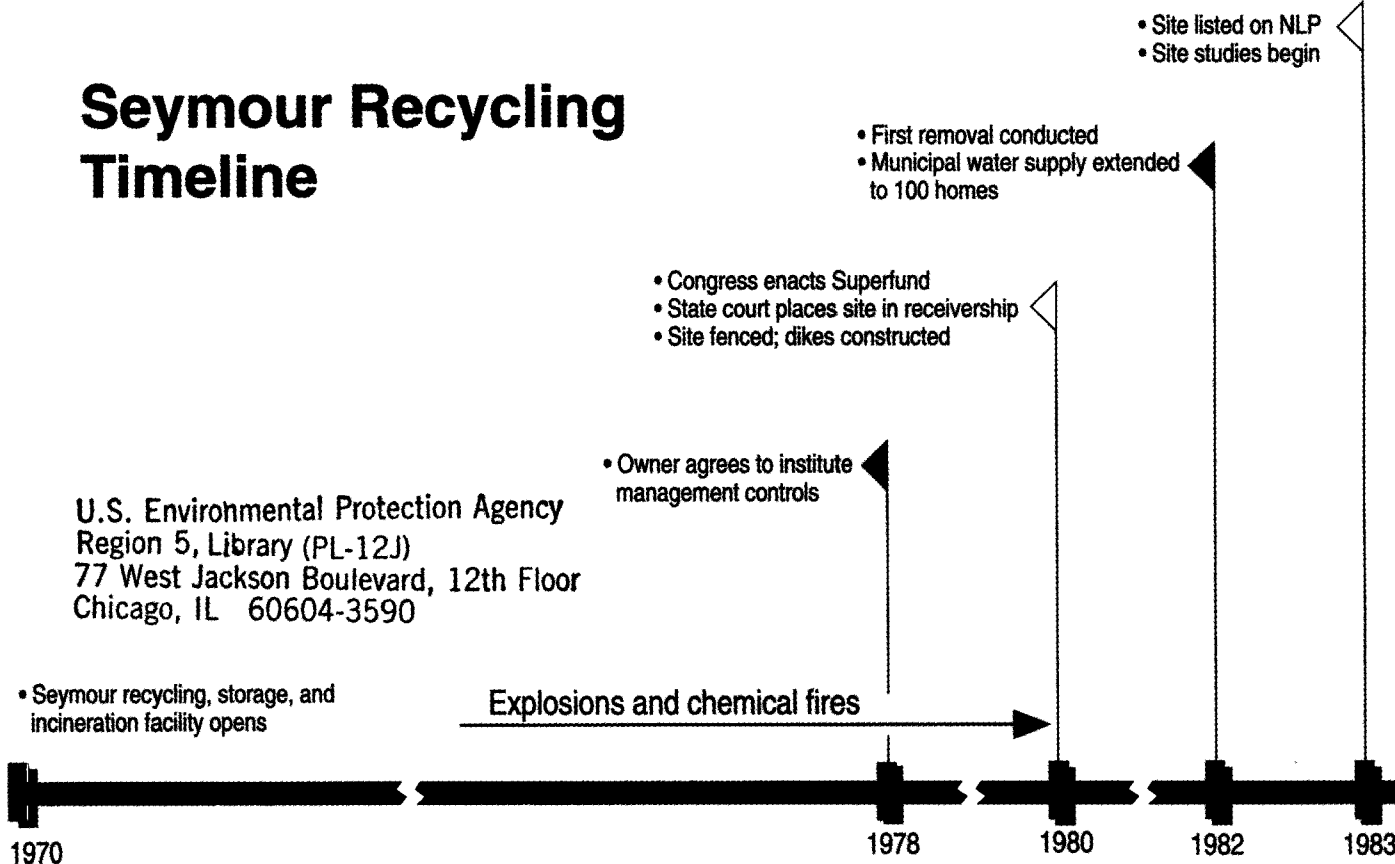 Seymour Recycling
Timeline
• Site listed on NLP
• Site studies begin
• First removal conducted
• Municipal water supply extended
to 100 homes
• Congress enacts Superfund
• State court places site in receivership
• Site fenced; dikes constructed
• Owner agrees to institute
management controls
U.S. Environmental Protection Agency
Region 5, Library (PL-12J)
77 West Jackson Boulevard, 12th Floor
Chicago, IL 60604-3590
• Seymour recycling, storage, and
incineration facility opens
Explosions and chemical fires
1970
1978
1980
1982
1983